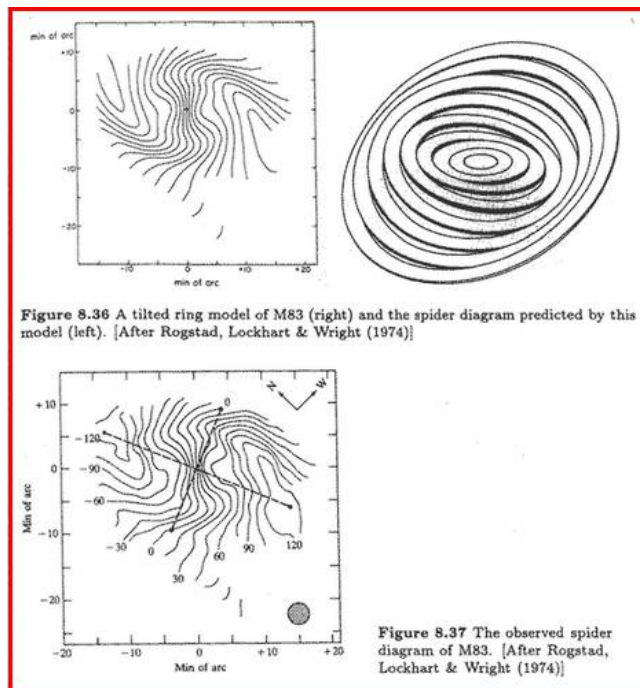 min of arc
+10
0
-10
-20
-10
0
+10
+20
min of arc
Figure 8.36 A tilted ring model of M83 (right) and the spider diagram predicted by this
model (left). [After Rogstad, Lockhart & Wright (1974)]
+10
0
−10
−20
Min of arc
N
W
0
−120
−90
−60
−30
0
30
60
90
120
−20
−10
0
+10
+20
Min of arc
Figure 8.37 The observed spider
diagram of M83. [After Rogstad,
Lockhart & Wright (1974)]